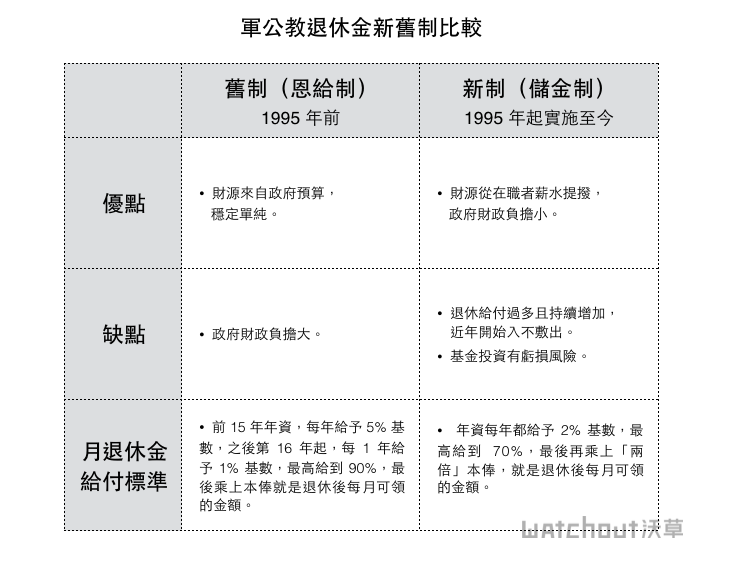 軍公教退休金新舊制比較
舊制（恩給制）
1995 年前
新制（儲金制）
1995 年起實施至今
優點
• 財源來自政府預算，
穩定單純。
• 財源從在職者薪水提撥，
政府財政負擔小。
缺點
• 政府財政負擔大。
• 退休給付過多且持續增加，
近年開始入不敷出。
• 基金投資有虧損風險。
月退休金
給付標準
• 前 15 年年資，每年給予 5% 基
數，之後第 16 年起，每 1 年給
予 1% 基數，最高給到 90%，最
後乘上本俸就是退休後每月可領
的金額。
• 年資每年都給予 2% 基數，最
高給到 70%，最後再乘上「兩
倍」本俸，就是退休後每月可領
的金額。
watchout沃草